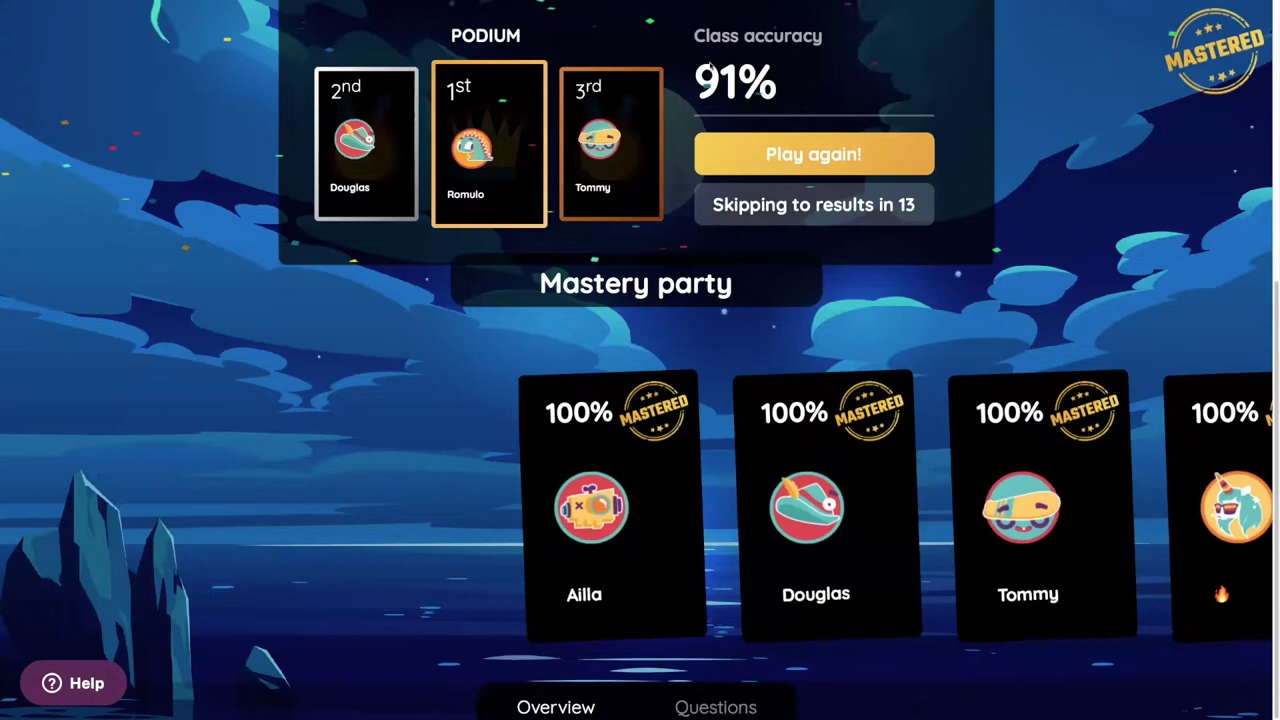 PODIUM
2nd
Douglas
1st
Romulo
3rd
Tommy
Class accuracy
91%
Play again!
Skipping to results in 13
MASTERED
Mastery party
100%
MASTERED
Ailla
100%
MASTERED
Douglas
100%
MASTERED
Tommy
100%
🔥
Help
Overview
Questions